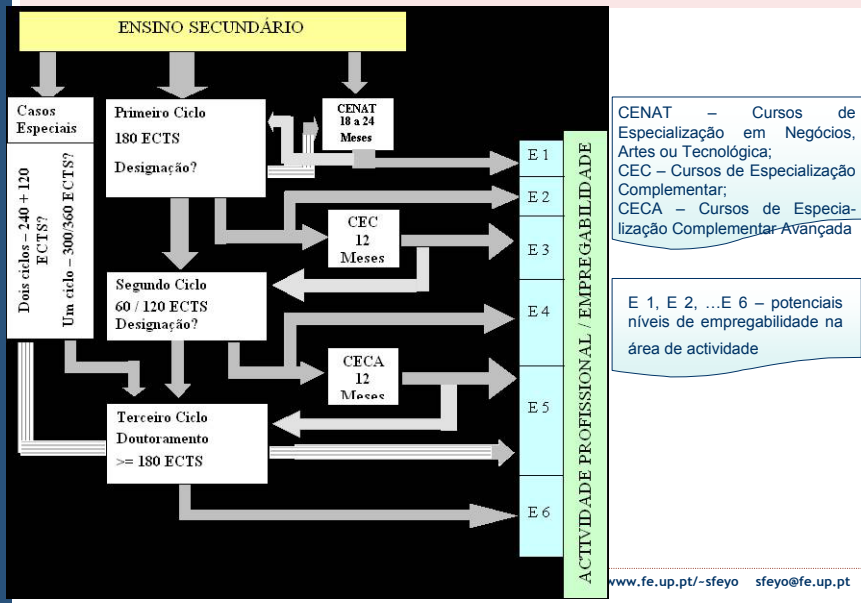 ENSINO SECUNDÁRIO
Casos
Especiais
Dois ciclos – 240 + 120
ECTS?
Um ciclo – 300/360 ECTS?
Primeiro Ciclo
180 ECTS
Designação?
CENAT
18 a 24
Meses
CEC
12
Meses
Segundo Ciclo
60 / 120 ECTS
Designação?
CECA
12
Meses
Terceiro Ciclo
Doutoramento
>= 180 ECTS
E 1
E 2
E 3
E 4
E 5
E 6
ACTIVIDADE PROFISSIONAL / EMPREGABILIDADE
CENAT – Cursos de
Especialização em Negócios,
Artes ou Tecnológica;
CEC – Cursos de Especialização
Complementar;
CECA – Cursos de Especia-
lização Complementar Avançada
E 1, E 2, ...E 6 – potenciais
níveis de empregabilidade na
área de actividade
www.fe.up.pt/~sfeyo sfeyo@fe.up.pt